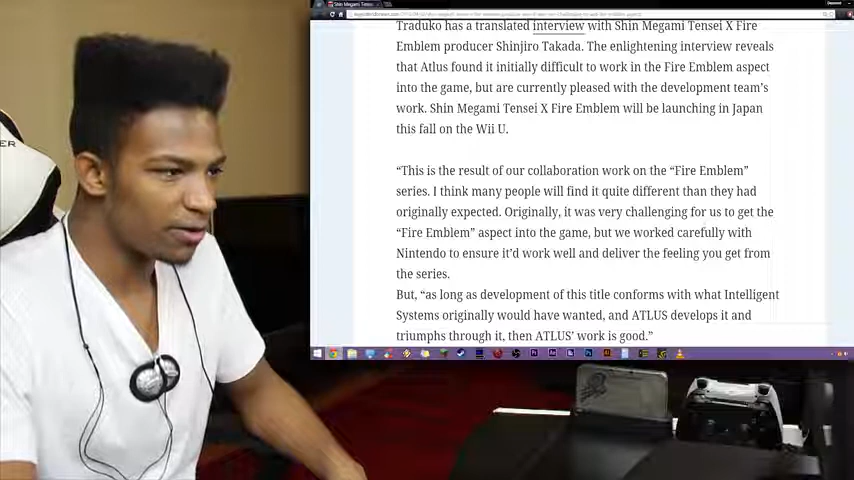 Traduko has a translated interview with Shin Megami Tensei X Fire
Emblem producer Shinjiro Takada. The enlightening interview reveals
that Atlus found it initially difficult to work in the Fire Emblem aspect
into the game, but are currently pleased with the development team's
work. Shin Megami Tensei X Fire Emblem will be launching in Japan
this fall on the Wii U.
“This is the result of our collaboration work on the “Fire Emblem”
series. I think many people will find it quite different than they had
originally expected. Originally, it was very challenging for us to get the
“Fire Emblem” aspect into the game, but we worked carefully with
Nintendo to ensure it’d work well and deliver the feeling you get from
the series.
But, “as long as development of this title conforms with what Intelligent
Systems originally would have wanted, and ATLUS develops it and
triumphs through it, then ATLUS’ work is good.”